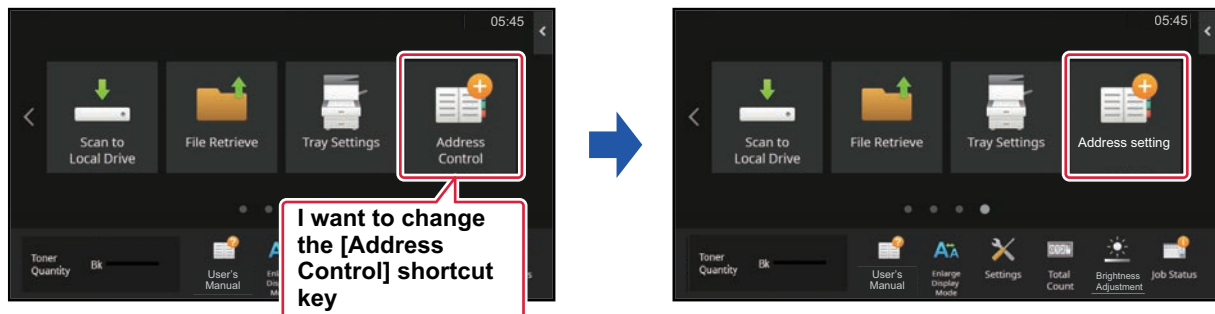 05:45
Scan to
Local Drive
File Retrieve
Tray Settings
Address
Control
I want to change
the [Address
Control] shortcut
key
Toner
Quantity
Bk
User's
Manual
05:45
Scan to
Local Drive
File Retrieve
Tray Settings
Address setting
Toner
Quantity
Bk
User's
Manual
Enlarge
Display
Mode
Settings
Total
Count
Brightness
Adjustment
Job Status